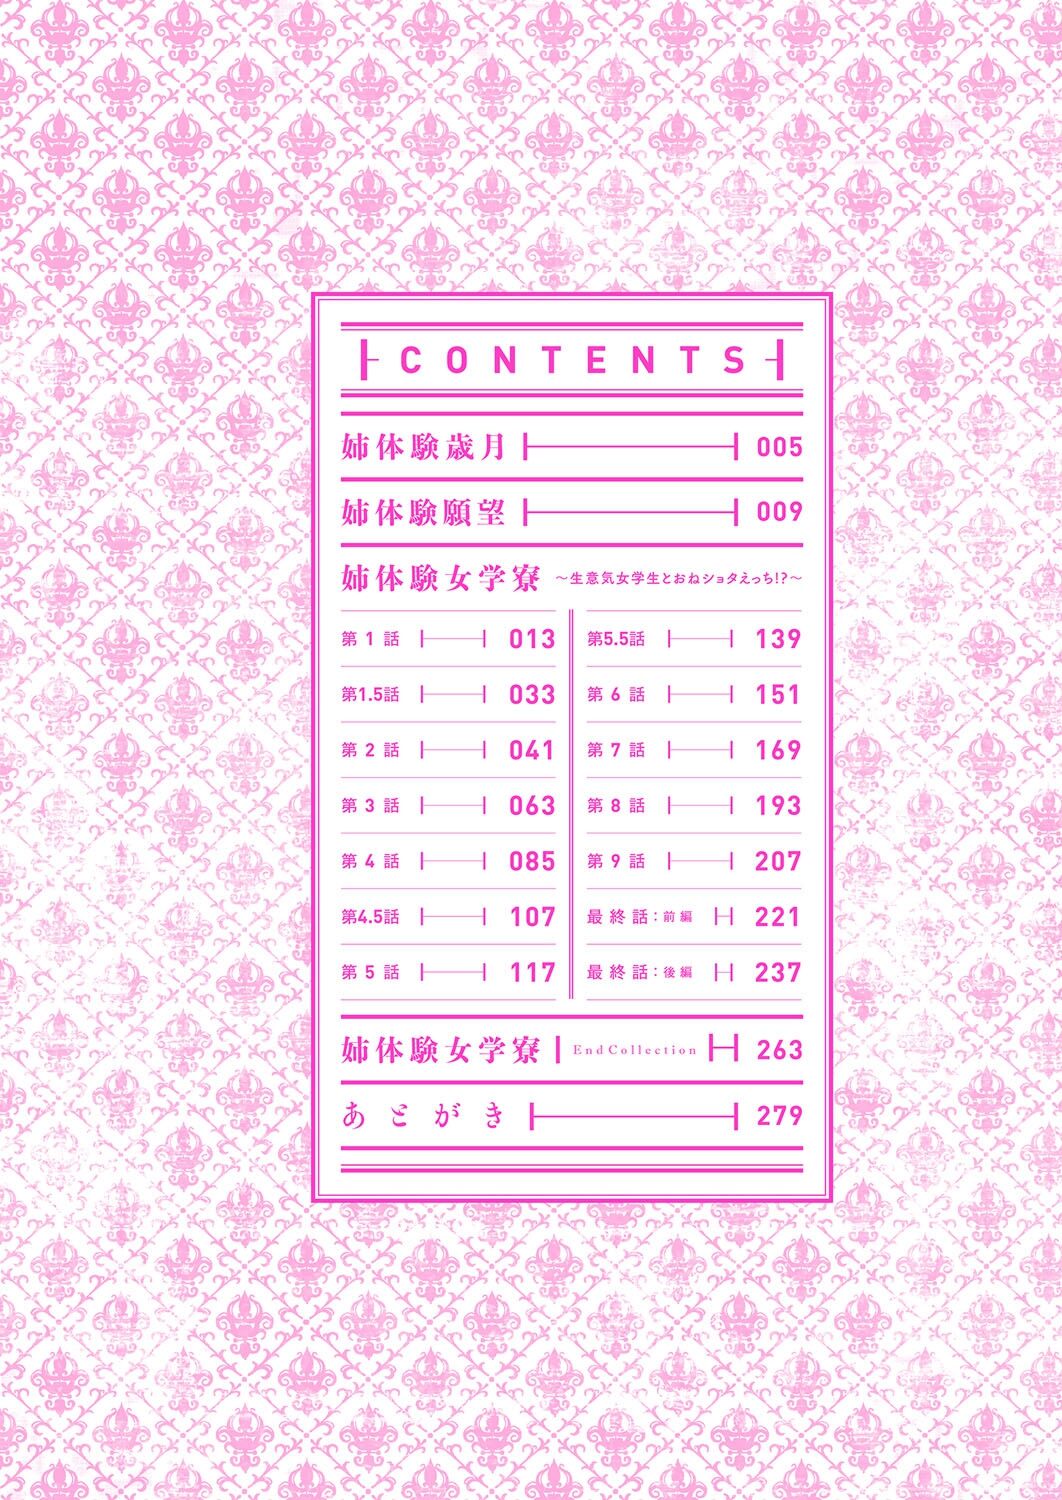 CONTENTS
姉体験歳月 005
姉体験願望 009
姉体験女学寮 ～生意気女学生とおねショタえっち!?～
第1話 013
第1.5話 033
第2話 041
第3話 063
第4話 085
第4.5話 107
第5話 117
第5.5話 139
第6話 151
第7話 169
第8話 193
第9話 207
最終話：前編 221
最終話：後編 237
姉体験女学寮 | End Collection 263
あとがき 279